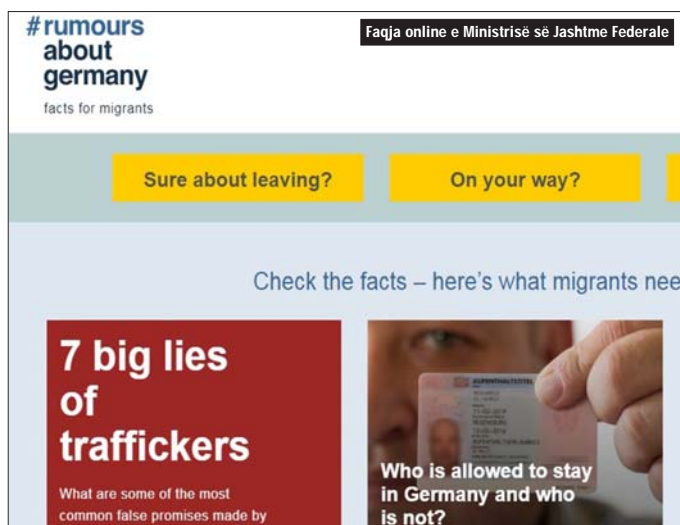 #rumours
about
germany
facts for migrants
Faqja online e Ministrisë së Jashtme Federale
Sure about leaving?
On your way?
Check the facts – here's what migrants nee
7 big lies
of
traffickers
What are some of the most
common false promises made by
AUFENTHALTSTITEL
Who is allowed to stay
in Germany and who
is not?